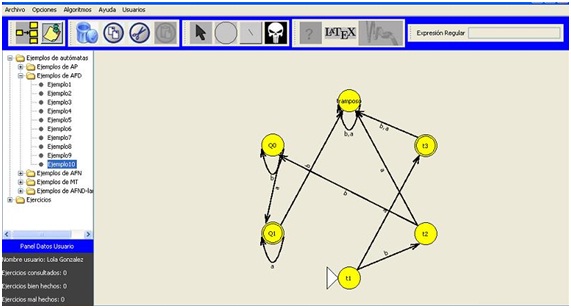 Archivo Opciones Algoritmos Ayuda Usuarios
? LATEX Expresión Regular
Ejemplos de autómatas
Ejemplos de AP
Ejemplos de AFD
Ejemplo1
Ejemplo2
Ejemplo3
Ejemplo4
Ejemplo5
Ejemplo6
Ejemplo7
Ejemplo8
Ejemplo9
Ejemplo10
Ejemplos de AFN
Ejemplos de MT
Ejemplos de AFND-la
Ejercicios
Panel Datos Usuario
Nombre usuario: Lola Gonzalez
Ejercicios consultados: 0
Ejercicios bien hechos: 0
Ejercicios mal hechos: 0
tramposo
b, a
b, a
Q0
t3
b
a
b
Q1
t2
a
b
t1